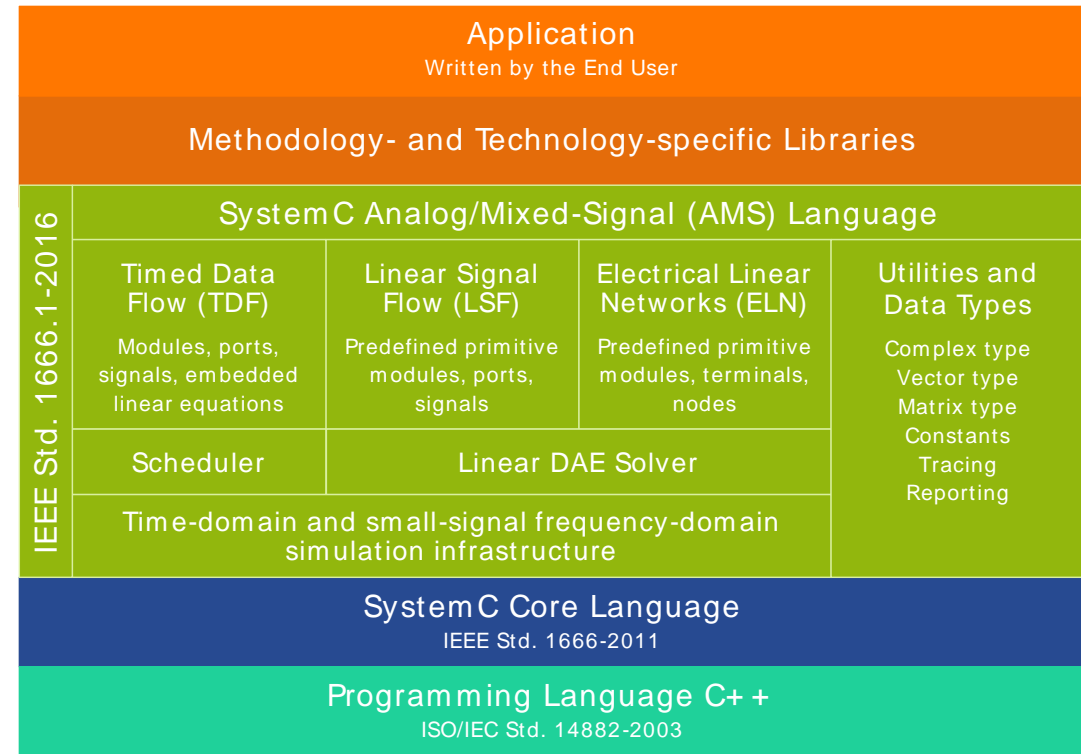 Application
Written by the End User
Methodology- and Technology-specific Libraries
IEEE Std. 1666.1-2016
SystemC Analog/Mixed-Signal (AMS) Language
Timed Data
Flow (TDF)
Modules, ports,
signals, embedded
linear equations
Linear Signal
Flow (LSF)
Predefined primitive
modules, ports,
signals
Electrical Linear
Networks (ELN)
Predefined primitive
modules, terminals,
nodes
Utilities and
Data Types
Complex type
Vector type
Matrix type
Constants
Tracing
Reporting
Scheduler
Linear DAE Solver
Time-domain and small-signal frequency-domain
simulation infrastructure
SystemC Core Language
IEEE Std. 1666-2011
Programming Language C++
ISO/IEC Std. 14882-2003